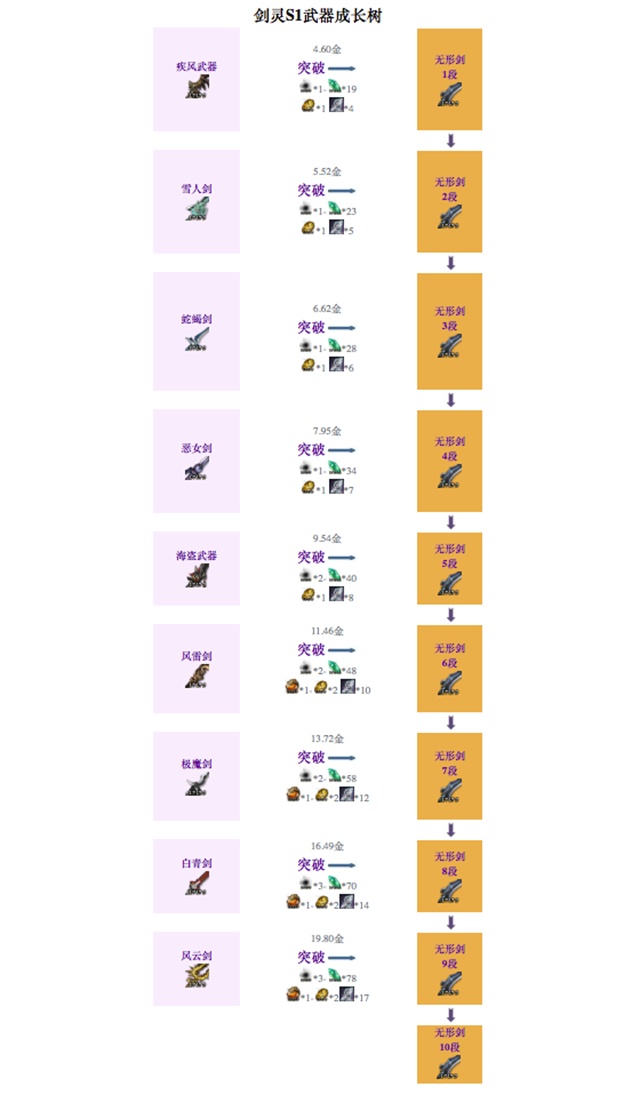 剑灵S1武器成长树
疾风武器
4.60金
突破
*1- *19
*1 *4
无形剑
1段
雪人剑
5.52金
突破
*1- *23
*1 *5
无形剑
2段
蛇蝎剑
6.62金
突破
*1- *28
*1 *6
无形剑
3段
恶女剑
7.95金
突破
*1- *34
*1 *7
无形剑
4段
海盗武器
9.54金
突破
*2- *40
*1 *8
无形剑
5段
风雷剑
11.46金
突破
*2- *48
*1- *2 *10
无形剑
6段
极魔剑
13.72金
突破
*2- *58
*1- *2 *12
无形剑
7段
白青剑
16.49金
突破
*3- *70
*1- *2 *14
无形剑
8段
风云剑
19.80金
突破
*3- *78
*1- *2 *17
无形剑
9段
无形剑
10段